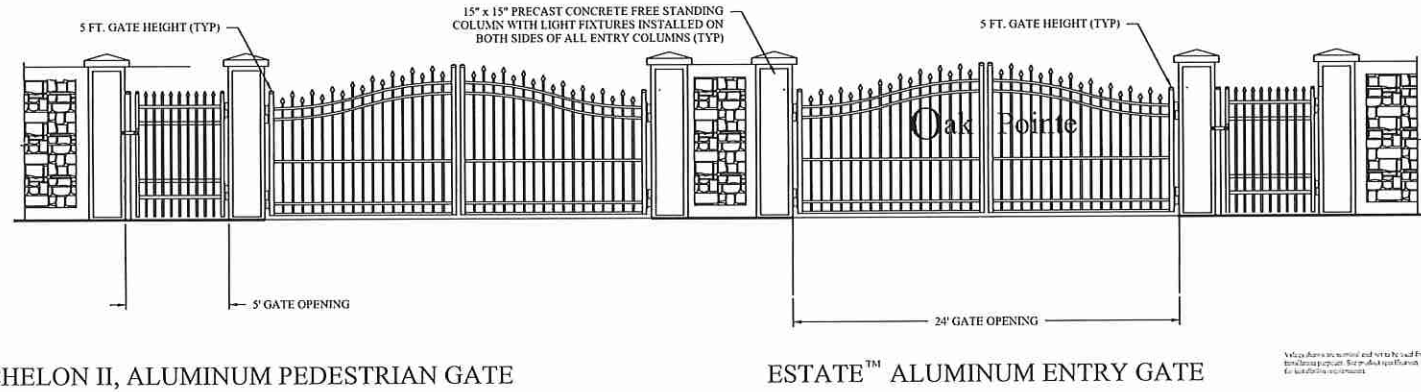 5 FT. GATE HEIGHT (TYP)
15" x 15" PRECAST CONCRETE FREE STANDING
COLUMN WITH LIGHT FIXTURES INSTALLED ON
BOTH SIDES OF ALL ENTRY COLUMNS (TYP)
5 FT. GATE HEIGHT (TYP)
Oak Pointe
5' GATE OPENING
24' GATE OPENING
CHELON II, ALUMINUM PEDESTRIAN GATE
ESTATE™ ALUMINUM ENTRY GATE